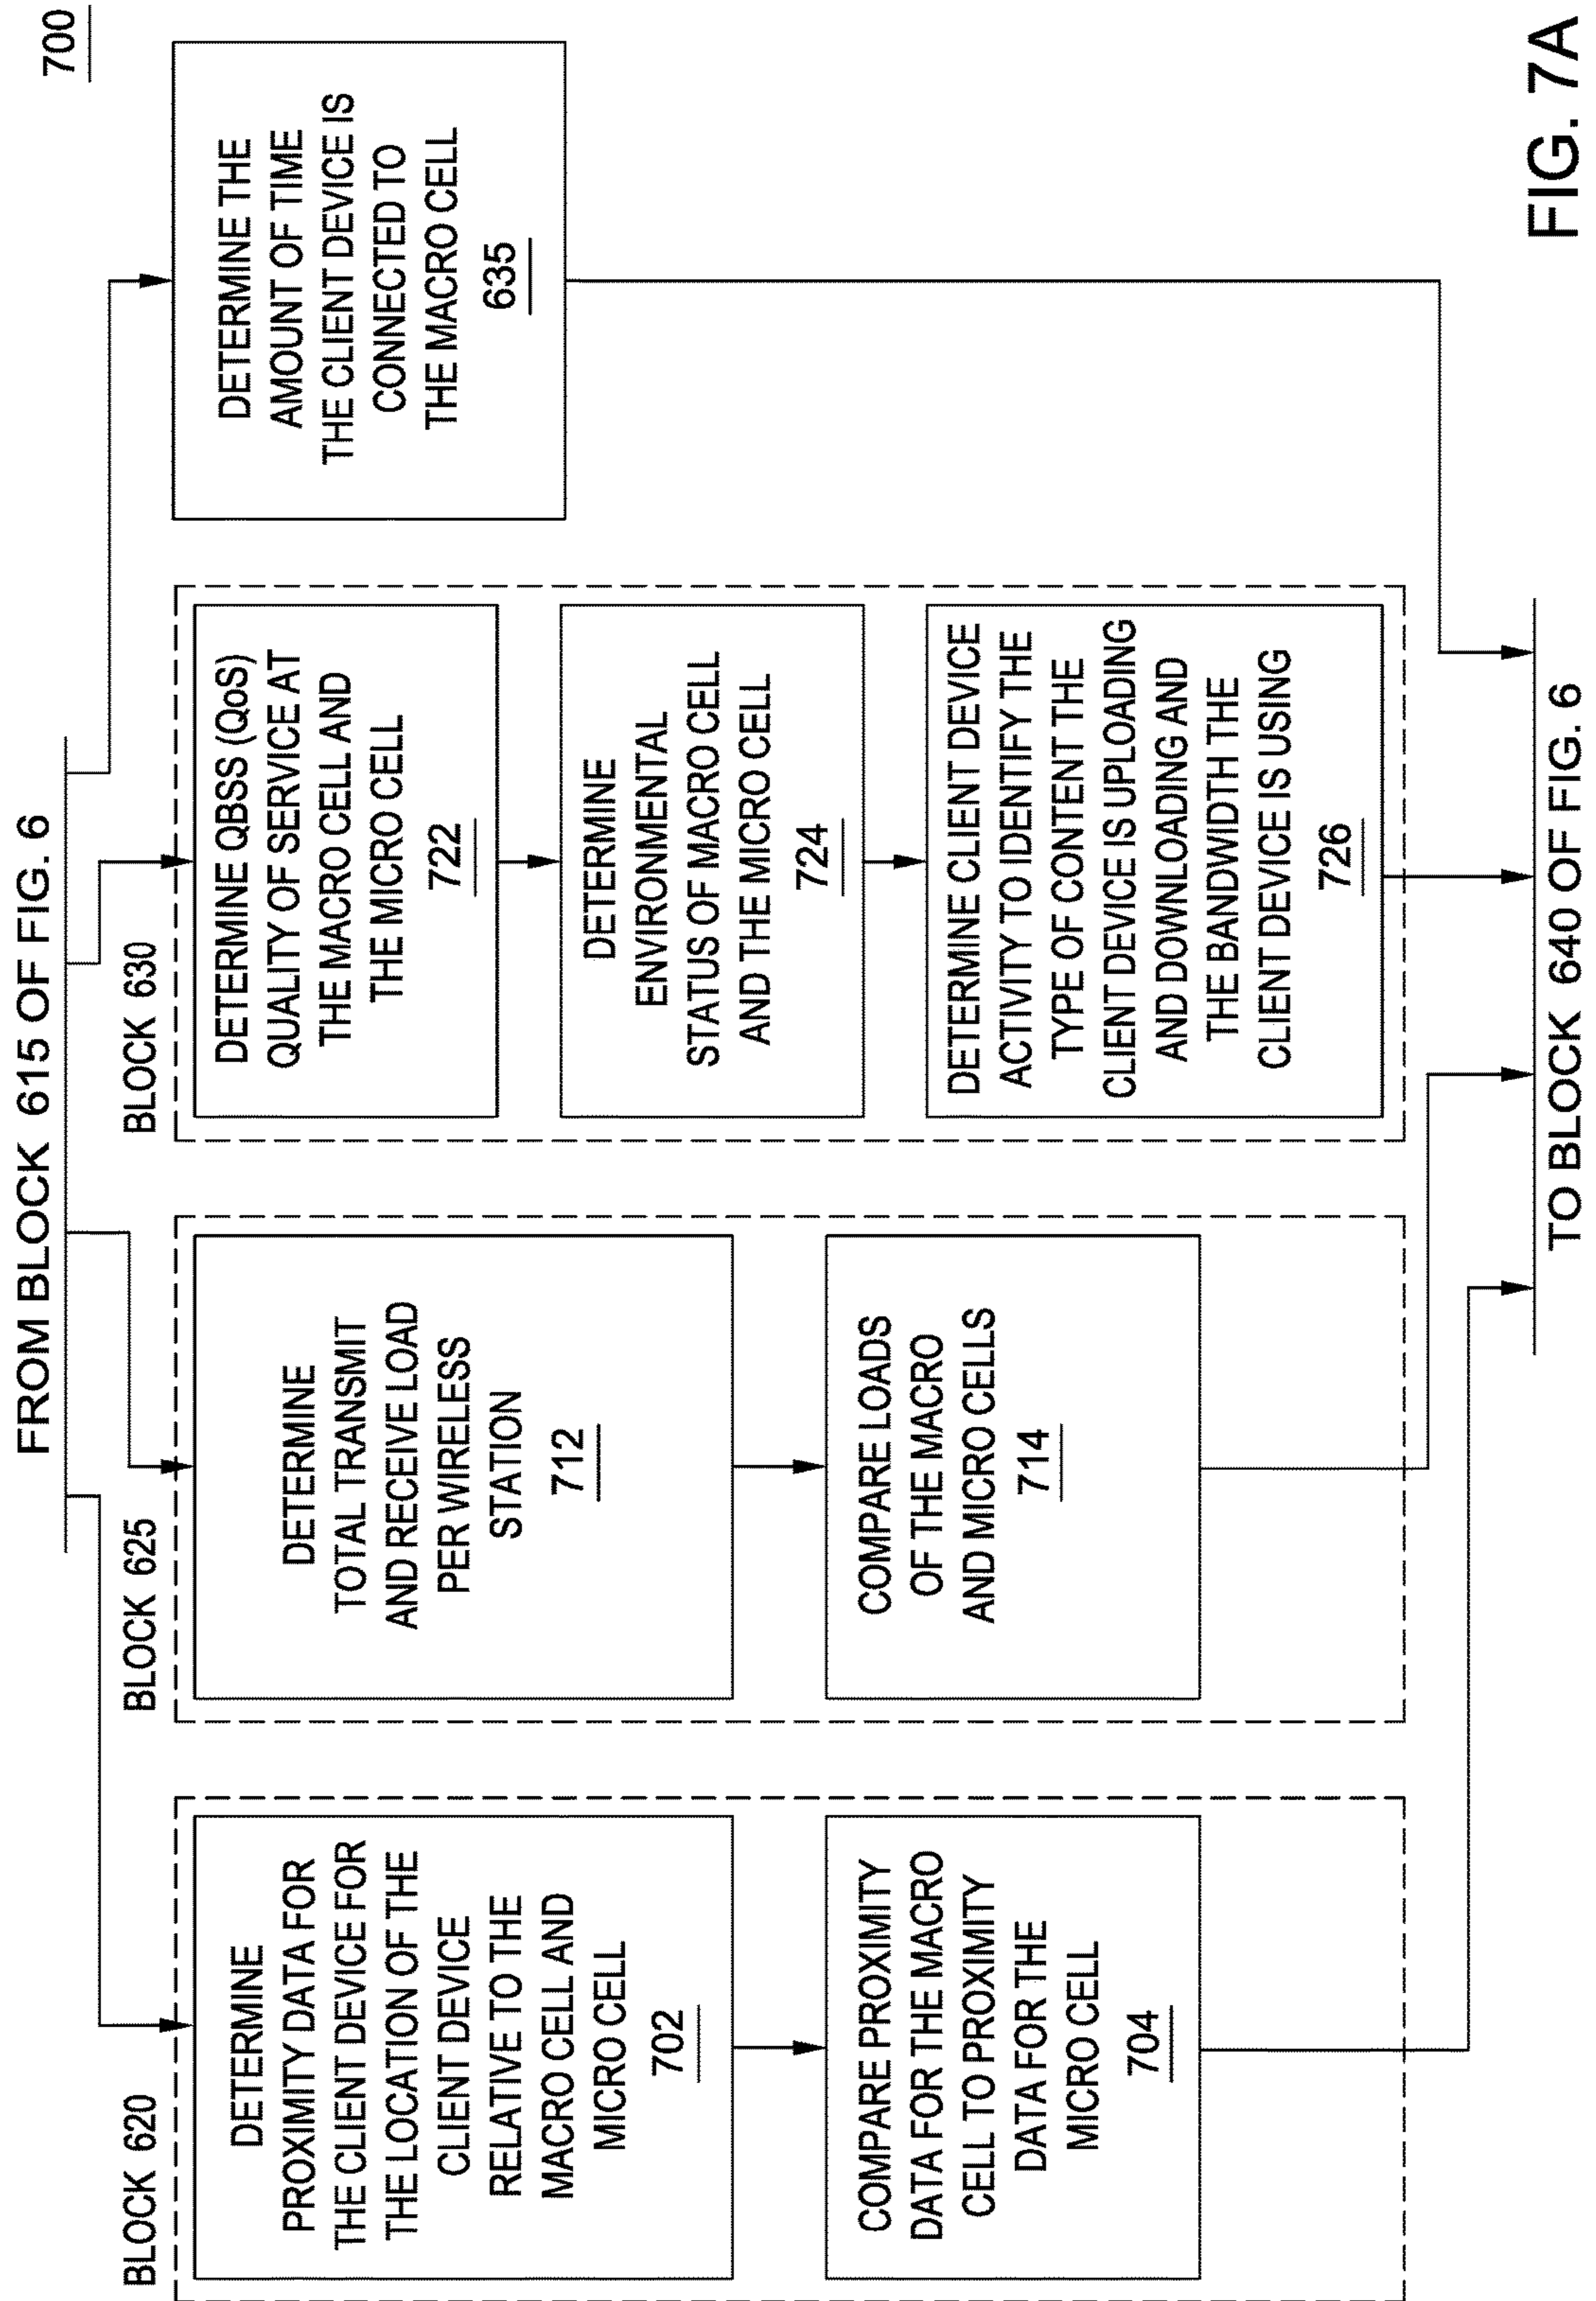 700
FROM BLOCK 615 OF FIG. 6
BLOCK 620
DETERMINE
PROXIMITY DATA FOR
THE CLIENT DEVICE FOR
THE LOCATION OF THE
CLIENT DEVICE
RELATIVE TO THE
MACRO CELL AND
MICRO CELL
702
COMPARE PROXIMITY
DATA FOR THE MACRO
CELL TO PROXIMITY
DATA FOR THE
MICRO CELL
704
BLOCK 625
DETERMINE
TOTAL TRANSMIT
AND RECEIVE LOAD
PER WIRELESS
STATION
712
COMPARE LOADS
OF THE MACRO
AND MICRO CELLS
714
BLOCK 630
DETERMINE QBSS (QoS)
QUALITY OF SERVICE AT
THE MACRO CELL AND
THE MICRO CELL
722
DETERMINE
ENVIRONMENTAL
STATUS OF MACRO CELL
AND THE MICRO CELL
724
DETERMINE CLIENT DEVICE
ACTIVITY TO IDENTIFY THE
TYPE OF CONTENT THE
CLIENT DEVICE IS UPLOADING
AND DOWNLOADING AND
THE BANDWIDTH THE
CLIENT DEVICE IS USING
726
DETERMINE THE
AMOUNT OF TIME
THE CLIENT DEVICE IS
CONNECTED TO
THE MACRO CELL
635
TO BLOCK 640 OF FIG. 6
FIG. 7A